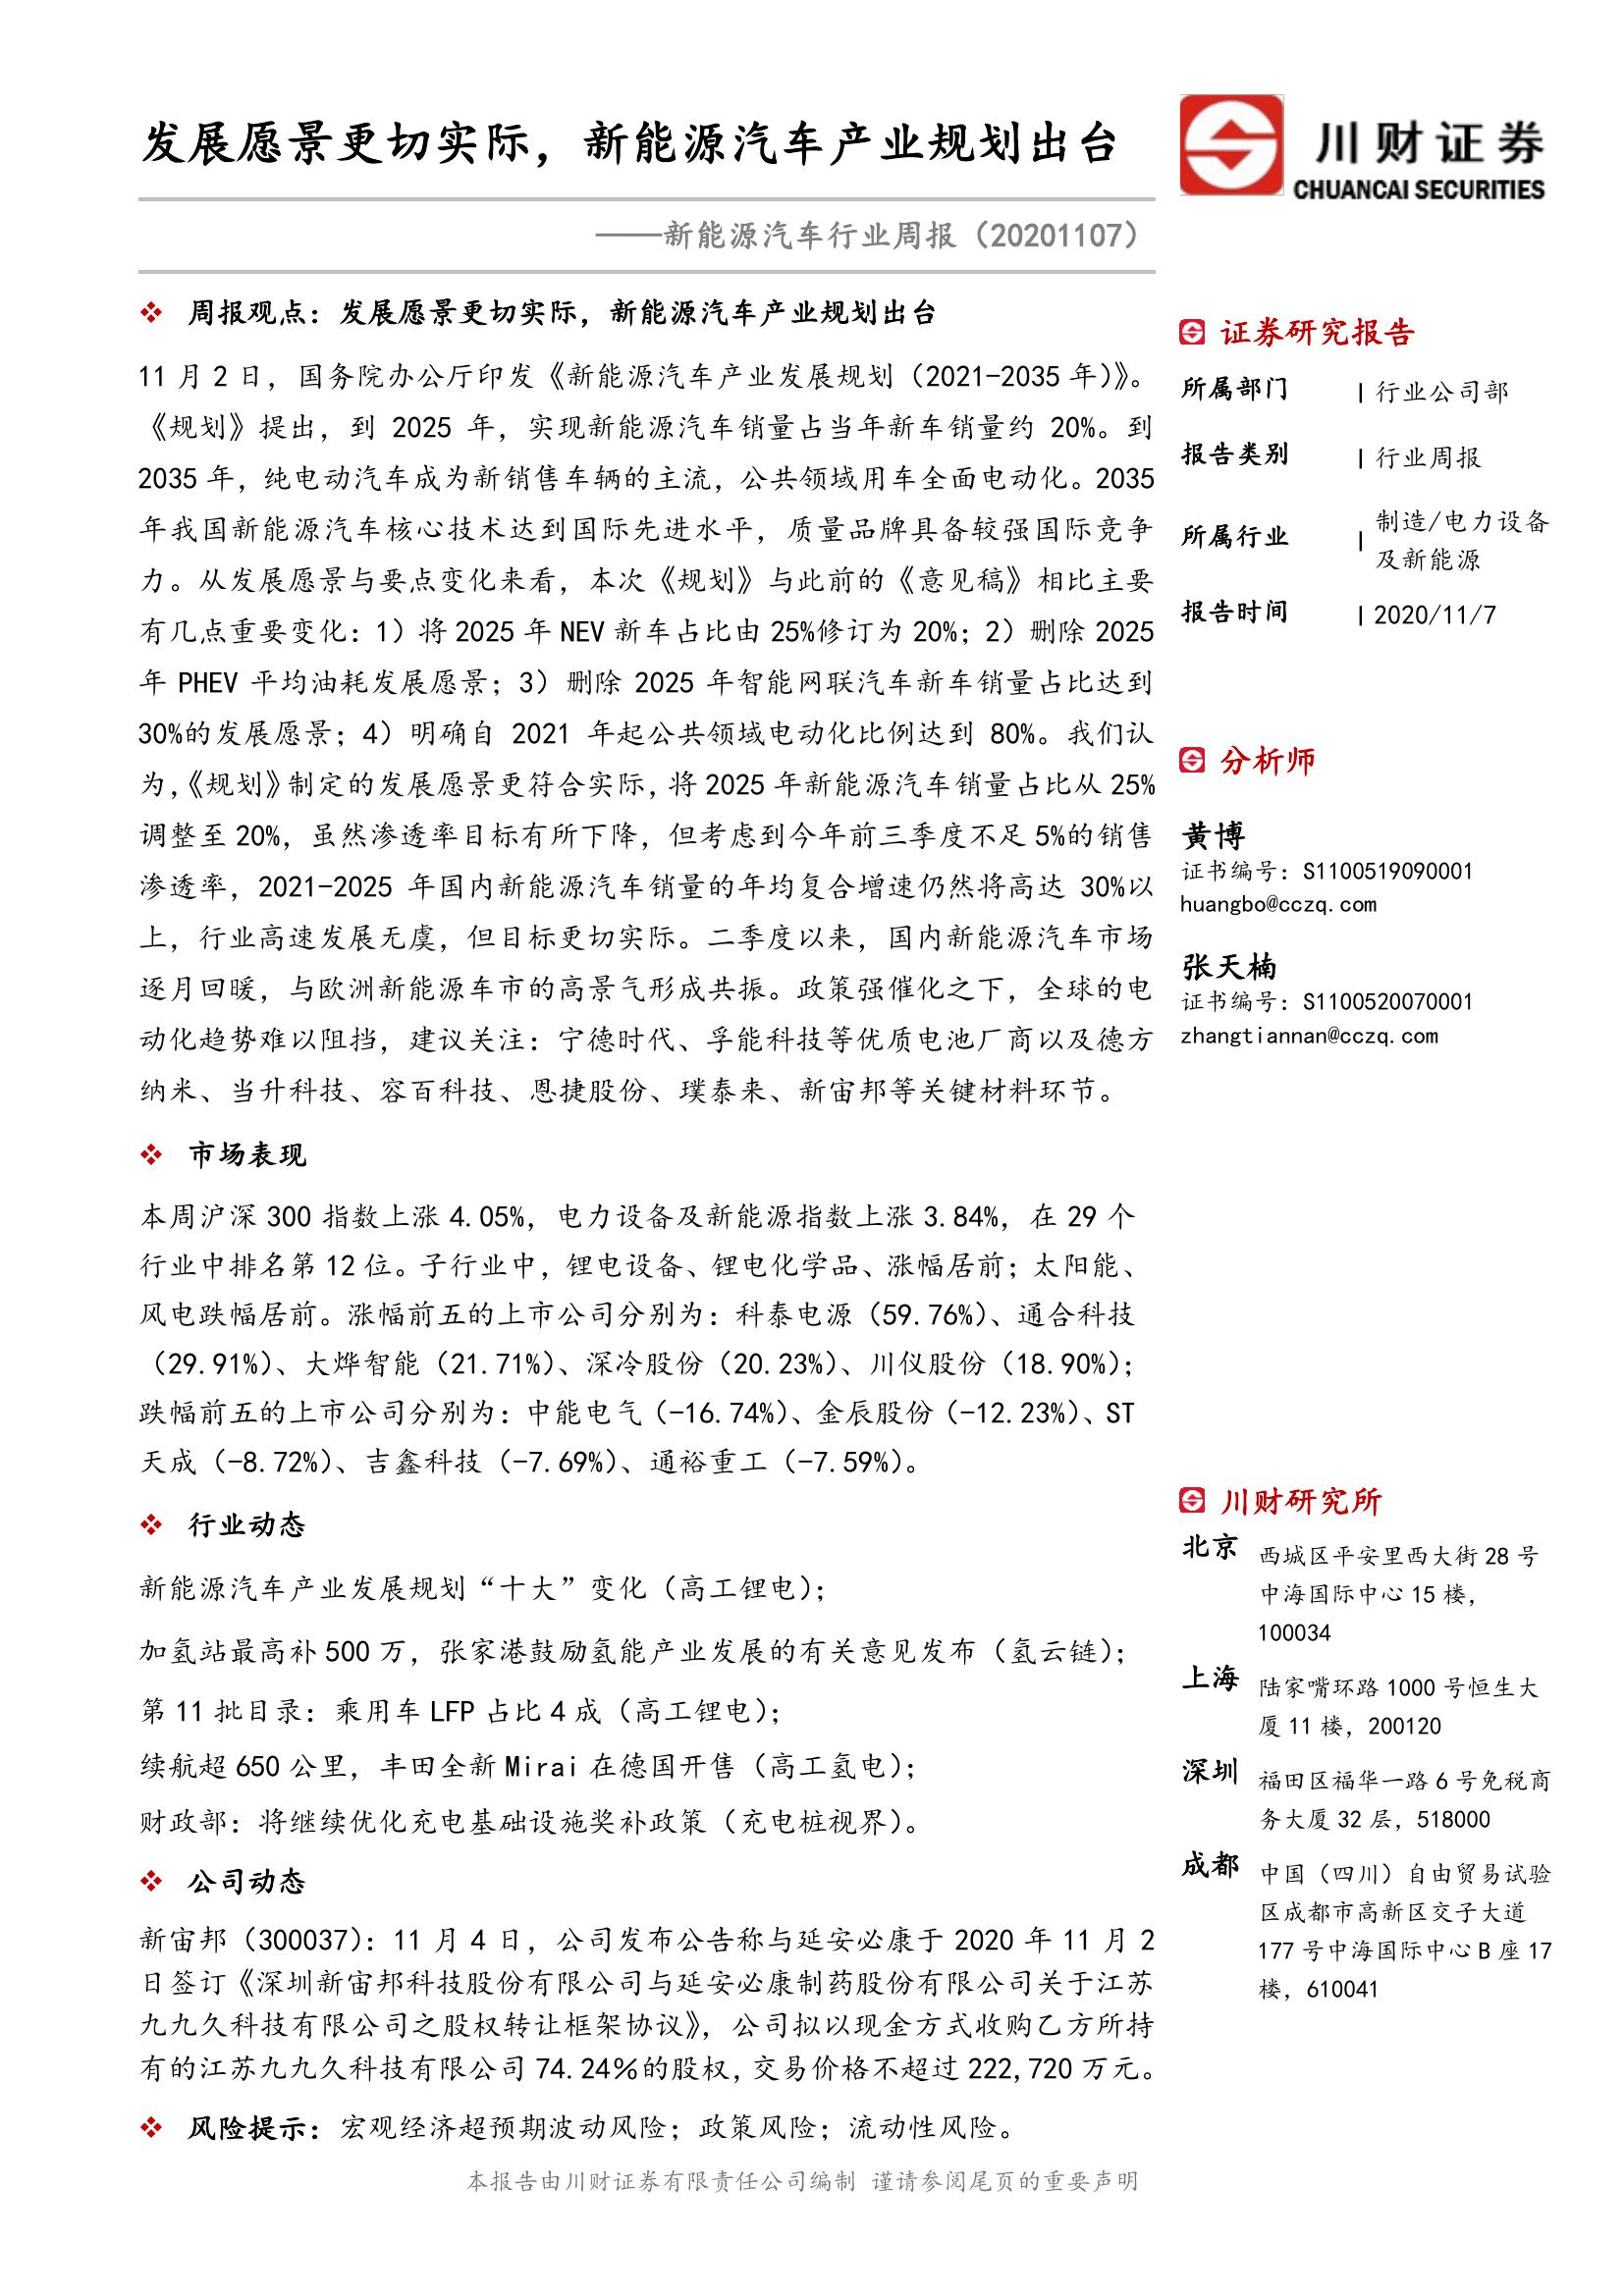 发展愿景更切实际，新能源汽车产业规划出台
川财证券
CHUANCAI SECURITIES
——新能源汽车行业周报（20201107）
周报观点：发展愿景更切实际，新能源汽车产业规划出台
11 月 2 日，国务院办公厅印发《新能源汽车产业发展规划（2021-2035 年）》。
《规划》提出，到 2025 年，实现新能源汽车销量占当年新车销量约 20%。到
2035 年，纯电动汽车成为新销售车辆的主流，公共领域用车全面电动化。2035
年我国新能源汽车核心技术达到国际先进水平，质量品牌具备较强国际竞争
力。从发展愿景与要点变化来看，本次《规划》与此前的《意见稿》相比主要
有几点重要变化：1）将 2025 年 NEV 新车占比由 25%修订为 20%；2）删除 2025
年 PHEV 平均油耗发展愿景；3）删除 2025 年智能网联汽车新车销量占比达到
30%的发展愿景；4）明确自 2021 年起公共领域电动化比例达到 80%。我们认
为，《规划》制定的发展愿景更符合实际，将 2025 年新能源汽车销量占比从 25%
调整至 20%，虽然渗透率目标有所下降，但考虑到今年前三季度不足 5%的销售
渗透率，2021-2025 年国内新能源汽车销量的年均复合增速仍然将高达 30%以
上，行业高速发展无虞，但目标更切实际。二季度以来，国内新能源汽车市场
逐月回暖，与欧洲新能源车市的高景气形成共振。政策强催化之下，全球的电
动化趋势难以阻挡，建议关注：宁德时代、孚能科技等优质电池厂商以及德方
纳米、当升科技、容百科技、恩捷股份、璞泰来、新宙邦等关键材料环节。
市场表现
本周沪深 300 指数上涨 4.05%，电力设备及新能源指数上涨 3.84%，在 29 个
行业中排名第 12 位。子行业中，锂电设备、锂电化学品、涨幅居前；太阳能、
风电跌幅居前。涨幅前五的上市公司分别为：科泰电源（59.76%）、通合科技
（29.91%）、大烨智能（21.71%）、深冷股份（20.23%）、川仪股份（18.90%）；
跌幅前五的上市公司分别为：中能电气（-16.74%）、金辰股份（-12.23%）、ST
天成（-8.72%）、吉鑫科技（-7.69%）、通裕重工（-7.59%）。
行业动态
新能源汽车产业发展规划“十大”变化（高工锂电）；
加氢站最高补 500 万，张家港鼓励氢能产业发展的有关意见发布（氢云链）；
第 11 批目录：乘用车 LFP 占比 4 成（高工锂电）；
续航超 650 公里，丰田全新 Mirai 在德国开售（高工氢电）；
财政部：将继续优化充电基础设施奖补政策（充电桩视界）。
公司动态
新宙邦（300037）：11 月 4 日，公司发布公告称与延安必康于 2020 年 11 月 2
日签订《深圳新宙邦科技股份有限公司与延安必康制药股份有限公司关于江苏
九九久科技有限公司之股权转让框架协议》，公司拟以现金方式收购乙方所持
有的江苏九九久科技有限公司 74.24%的股权，交易价格不超过 222,720 万元。
风险提示：宏观经济超预期波动风险；政策风险；流动性风险。
证券研究报告
所属部门 | 行业公司部
报告类别 | 行业周报
所属行业 | 制造/电力设备
及新能源
报告时间 | 2020/11/7
分析师
黄博
证书编号：S1100519090001
huangbo@cczq.com
张天楠
证书编号：S1100520070001
zhangtiannan@cczq.com
川财研究所
北京 西城区平安里西大街 28 号
中海国际中心 15 楼，
100034
上海 陆家嘴环路 1000 号恒生大
厦 11 楼，200120
深圳 福田区福华一路 6 号免税商
务大厦 32 层，518000
成都 中国（四川）自由贸易试验
区成都市高新区交子大道
177 号中海国际中心 B 座 17
楼，610041
本报告由川财证券有限责任公司编制 谨请参阅尾页的重要声明